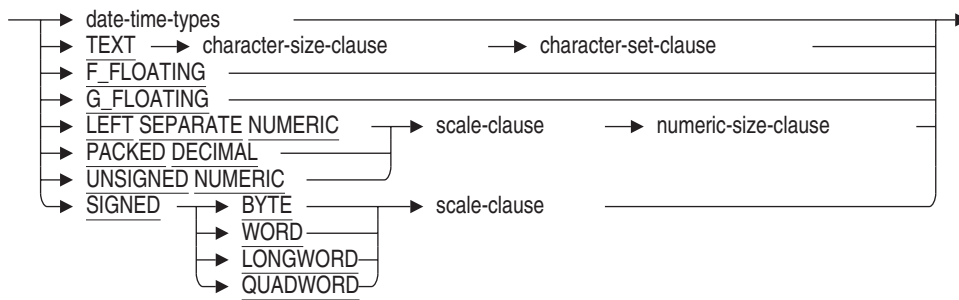 date-time-types
TEXT character-size-clause character-set-clause
F_FLOATING
G_FLOATING
LEFT SEPARATE NUMERIC scale-clause numeric-size-clause
PACKED DECIMAL
UNSIGNED NUMERIC
SIGNED BYTE scale-clause
WORD
LONGWORD
QUADWORD